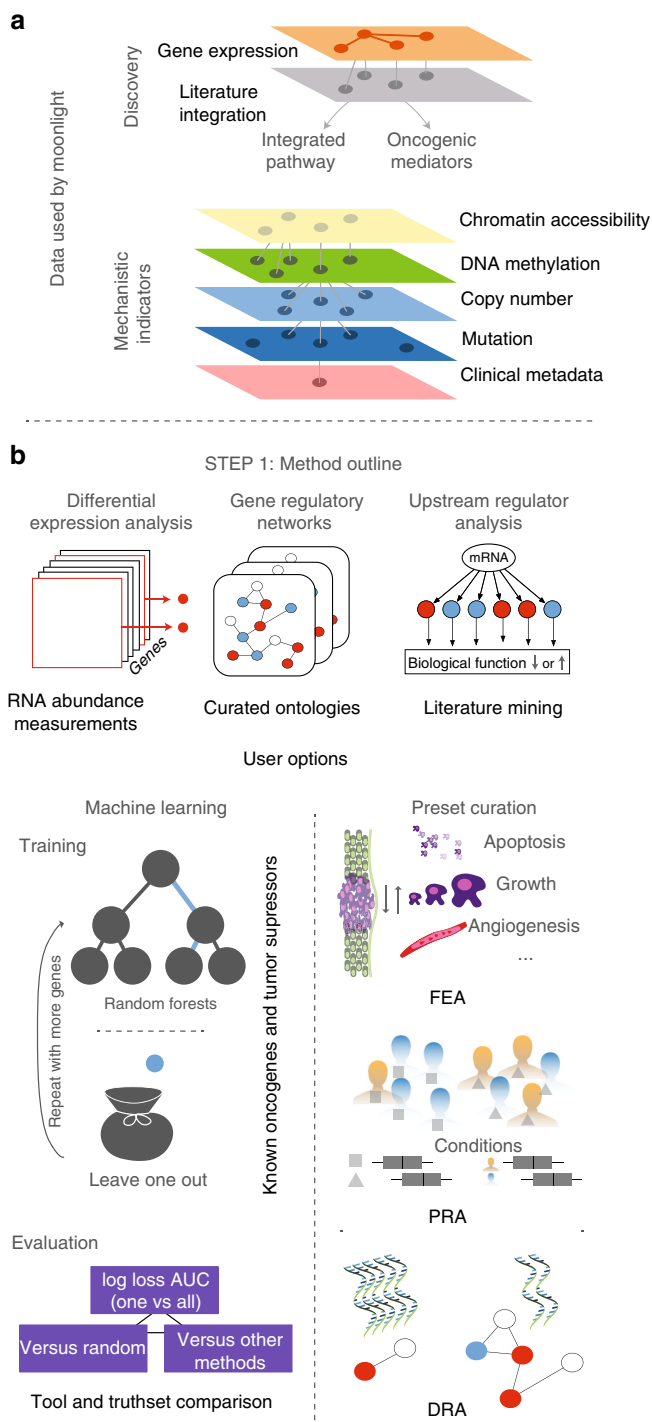 a
Data used by moonlight
Discovery
Gene expression
Literature
integration
Integrated
pathway
Oncogenic
mediators
Mechanistic
indicators
Chromatin accessibility
DNA methylation
Copy number
Mutation
Clinical metadata
b
STEP 1: Method outline
Differential
expression analysis
Genes
RNA abundance
measurements
Gene regulatory
networks
Curated ontologies
Upstream regulator
analysis
mRNA
Biological function ↓ or ↑
Literature mining
User options
Machine learning
Training
Repeat with more genes
Random forests
Leave one out
Known oncogenes and tumor supressors
Evaluation
log loss AUC
(one vs all)
Versus random
Versus other
methods
Tool and truthset comparison
Preset curation
Apoptosis
Growth
Angiogenesis
...
FEA
Conditions
PRA
DRA